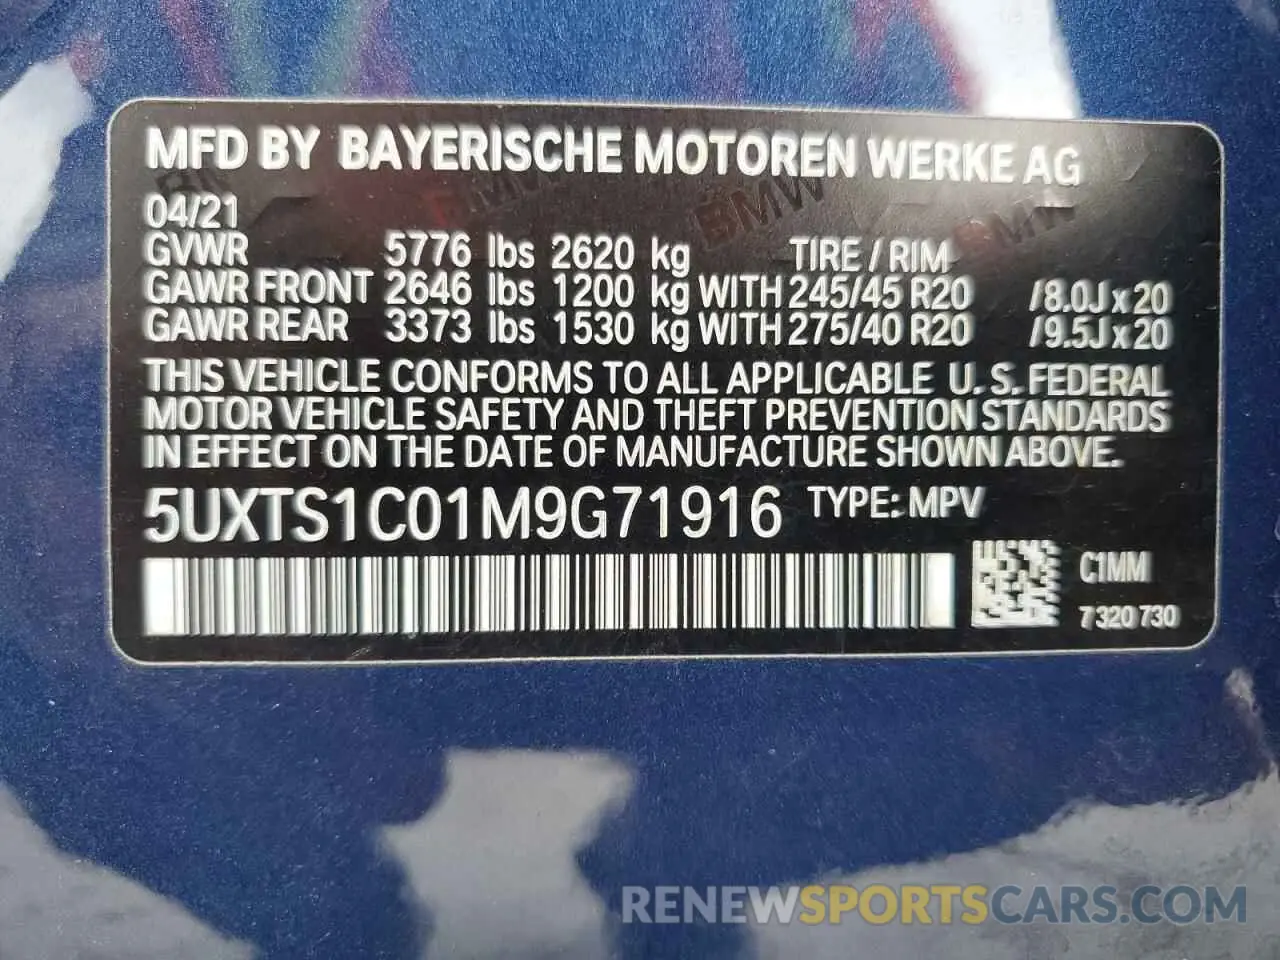 MFD BY BAYERISCHE MOTOREN WERKE AG
04/21
GVWR 5776 lbs 2620 kg TIRE / RIM
GAWR FRONT 2646 lbs 1200 kg WITH 245/45 R20 /8.0J x 20
GAWR REAR 3373 lbs 1530 kg WITH 275/40 R20 /9.5J x 20
THIS VEHICLE CONFORMS TO ALL APPLICABLE U. S. FEDERAL
MOTOR VEHICLE SAFETY AND THEFT PREVENTION STANDARDS
IN EFFECT ON THE DATE OF MANUFACTURE SHOWN ABOVE.
5UXTS1C01M9G71916 TYPE: MPV
C1MM
7 320 730
RENEWSPORTSCARS.COM